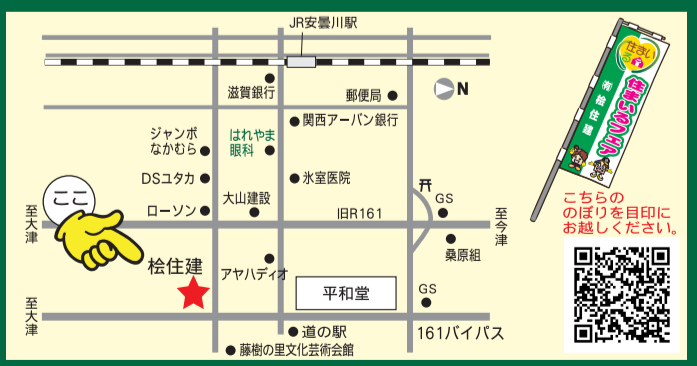 JR安曇川駅
滋賀銀行
郵便局
N
関西アーバン銀行
ジャンボ
なかむら
はれやま
眼科
DSユタカ
氷室医院
ここ
ローソン
大山建設
旧R161
GS
至大津
至今津
桑原組
桧住建
アヤハディオ
平和堂
GS
至大津
道の駅
161バイパス
藤樹の里文化芸術会館
住まい
る
住まいるフェア
㈲桧住建
こちらの
のぼりを目印に
お越しください。